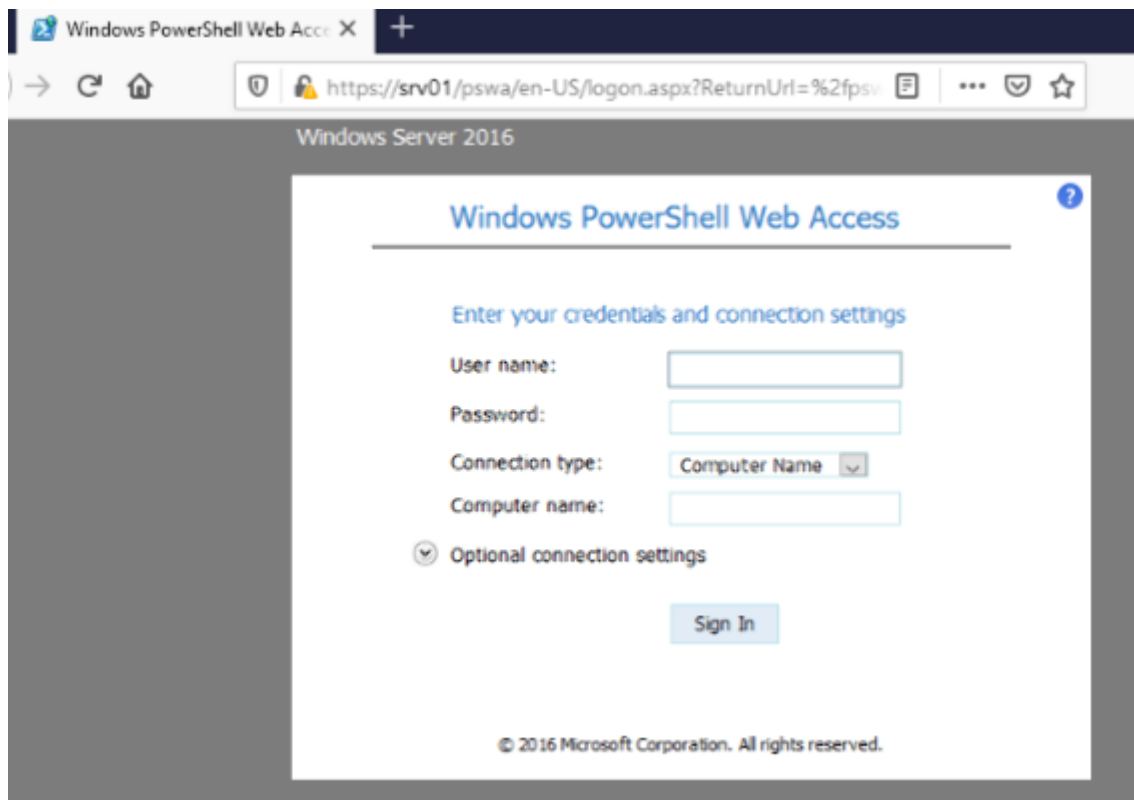 Windows PowerShell Web Acce
https://srv01/pswa/en-US/logon.aspx?ReturnUrl=%2fpsw
Windows Server 2016
Windows PowerShell Web Access
Enter your credentials and connection settings
User name:
Password:
Connection type: Computer Name
Computer name:
Optional connection settings
Sign In
© 2016 Microsoft Corporation. All rights reserved.